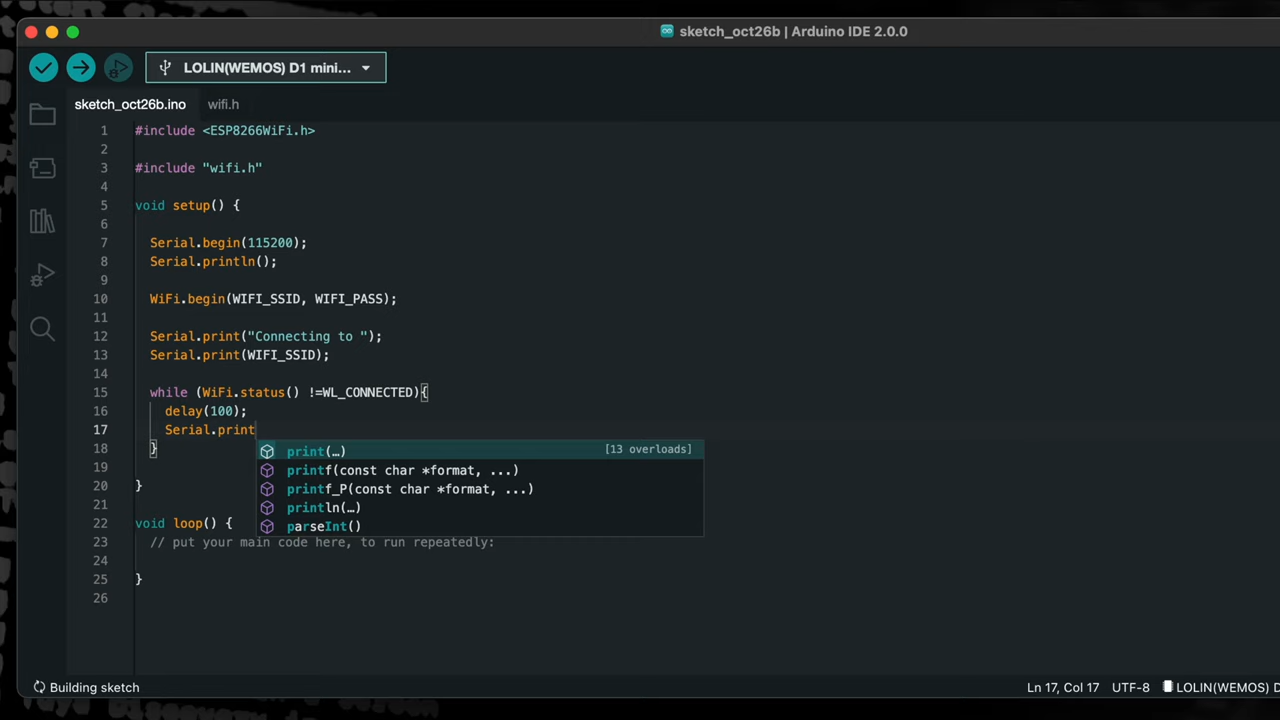 sketch_oct26b | Arduino IDE 2.0.0
LOLIN(WEMOS) D1 mini...
sketch_oct26b.ino wifi.h
1 #include <ESP8266WiFi.h>
2
3 #include "wifi.h"
4
5 void setup() {
6
7 Serial.begin(115200);
8 Serial.println();
9
10 WiFi.begin(WIFI_SSID, WIFI_PASS);
11
12 Serial.print("Connecting to ");
13 Serial.print(WIFI_SSID);
14
15 while (WiFi.status() !=WL_CONNECTED){
16 delay(100);
17 Serial.print
18 }
print(…) [13 overloads]
19
printf(const char *format, ...)
20 }
printf_P(const char *format, ...)
21
println(…)
22 void loop() {
parseInt()
23 // put your main code here, to run repeatedly:
24
25 }
26
Building sketch
Ln 17, Col 17 UTF-8 LOLIN(WEMOS) D